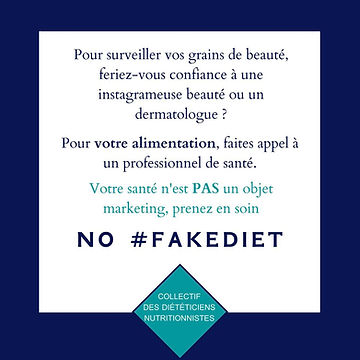 Pour surveiller vos grains de beauté,
feriez-vous confiance à une
instagrameuse beauté ou un
dermatologue ?
Pour votre alimentation, faites appel à
un professionnel de santé.
Votre santé n'est PAS un objet
marketing, prenez en soin
NO #FAKEDIET
COLLECTIF
DES DIÉTÉTICIENS
NUTRITIONNISTES